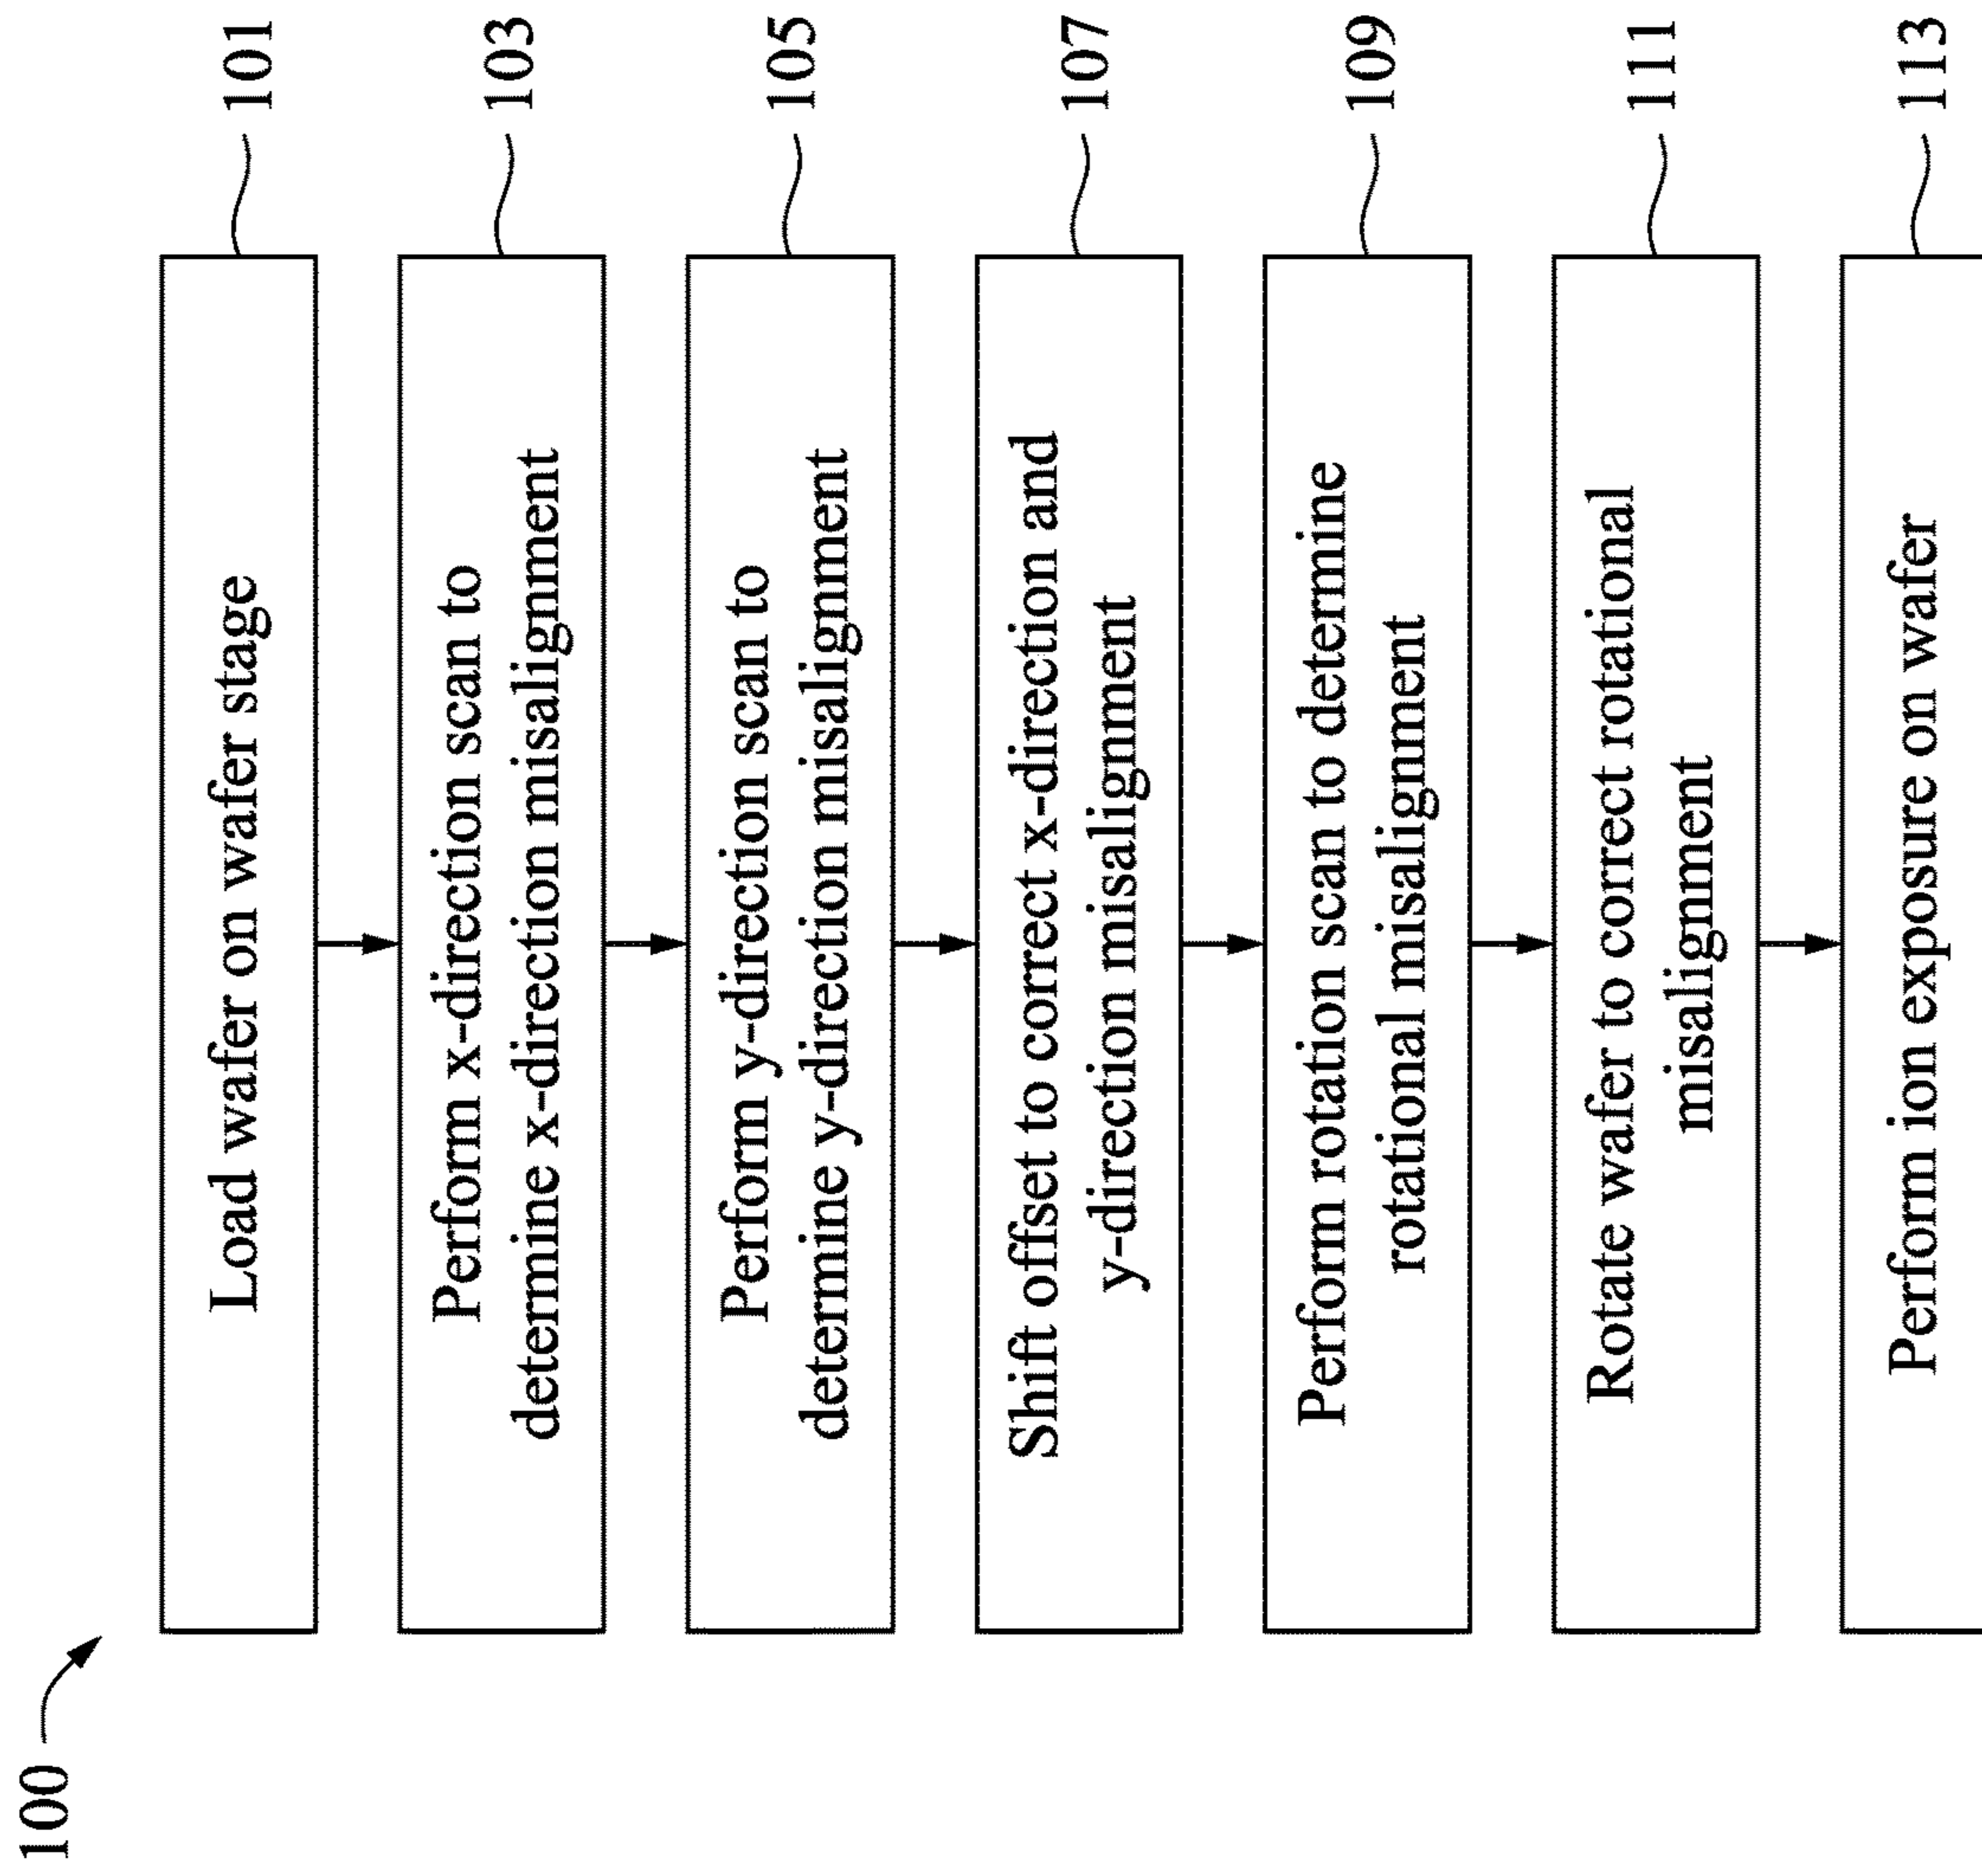 100
Load wafer on wafer stage
101
Perform x-direction scan to
determine x-direction misalignment
103
Perform y-direction scan to
determine y-direction misalignment
105
Shift offset to correct x-direction and
y-direction misalignment
107
Perform rotation scan to determine
rotational misalignment
109
Rotate wafer to correct rotational
misalignment
111
Perform ion exposure on wafer
113